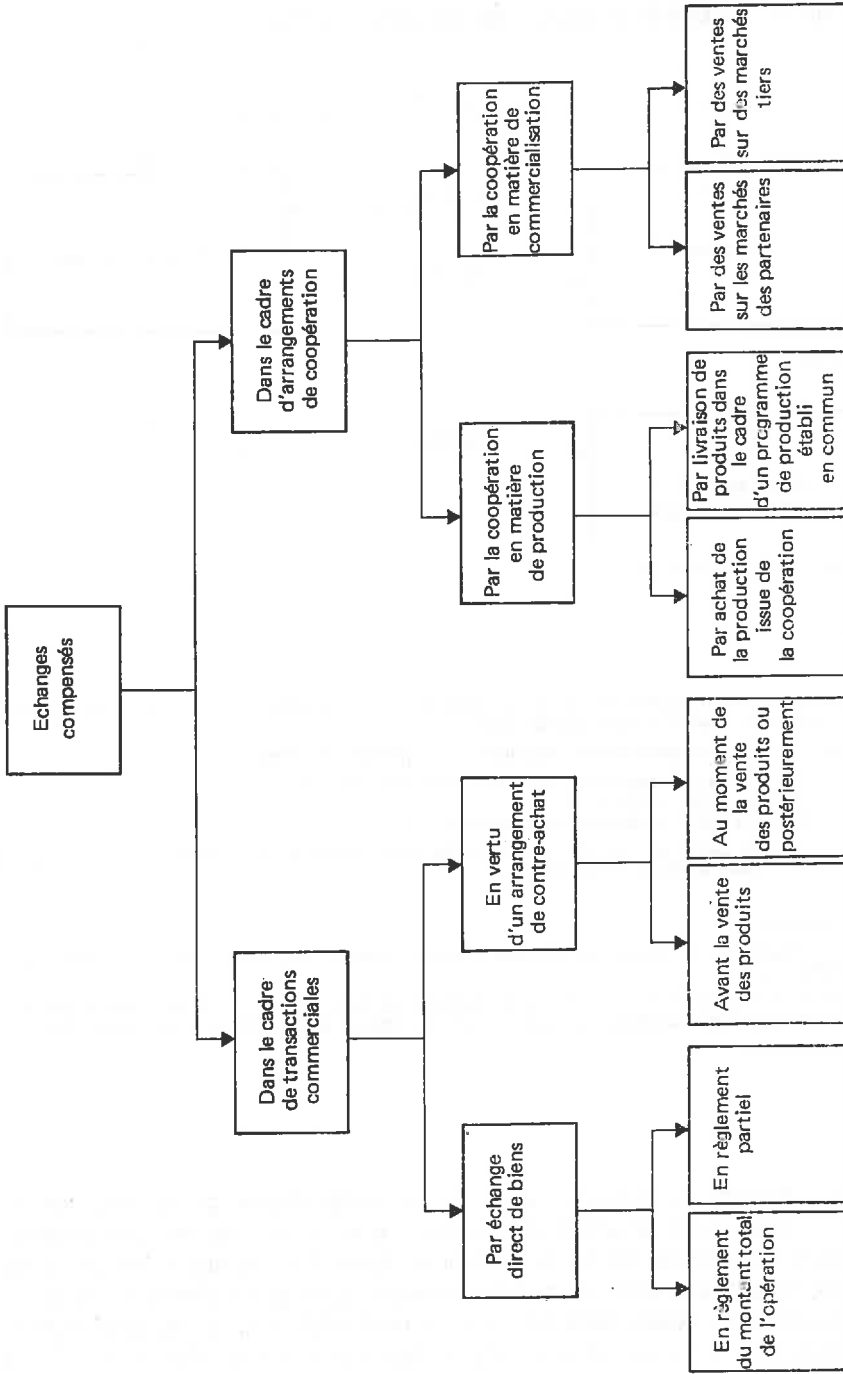 Echanges
compensés
Dans le cadre
de transactions
commerciales
Dans le cadre
d'arrangements
de coopération
Par échange
direct de biens
En vertu
d'un arrangement
de contre-achat
Par la coopération
en matière
de production
Par la coopération
en matière de
commercialisation
En règlement
du montant total
de l'opération
En règlement
partiel
Avant la vente
des produits
Au moment de
la vente
des produits ou
postérieurement
Par achat de
la production
issue de
la coopération
Par livraison de
produits dans
le cadre
d'un programme
de production
établi
en commun
Par des ventes
sur les marchés
des partenaires
Par des ventes
sur des marchés
tiers